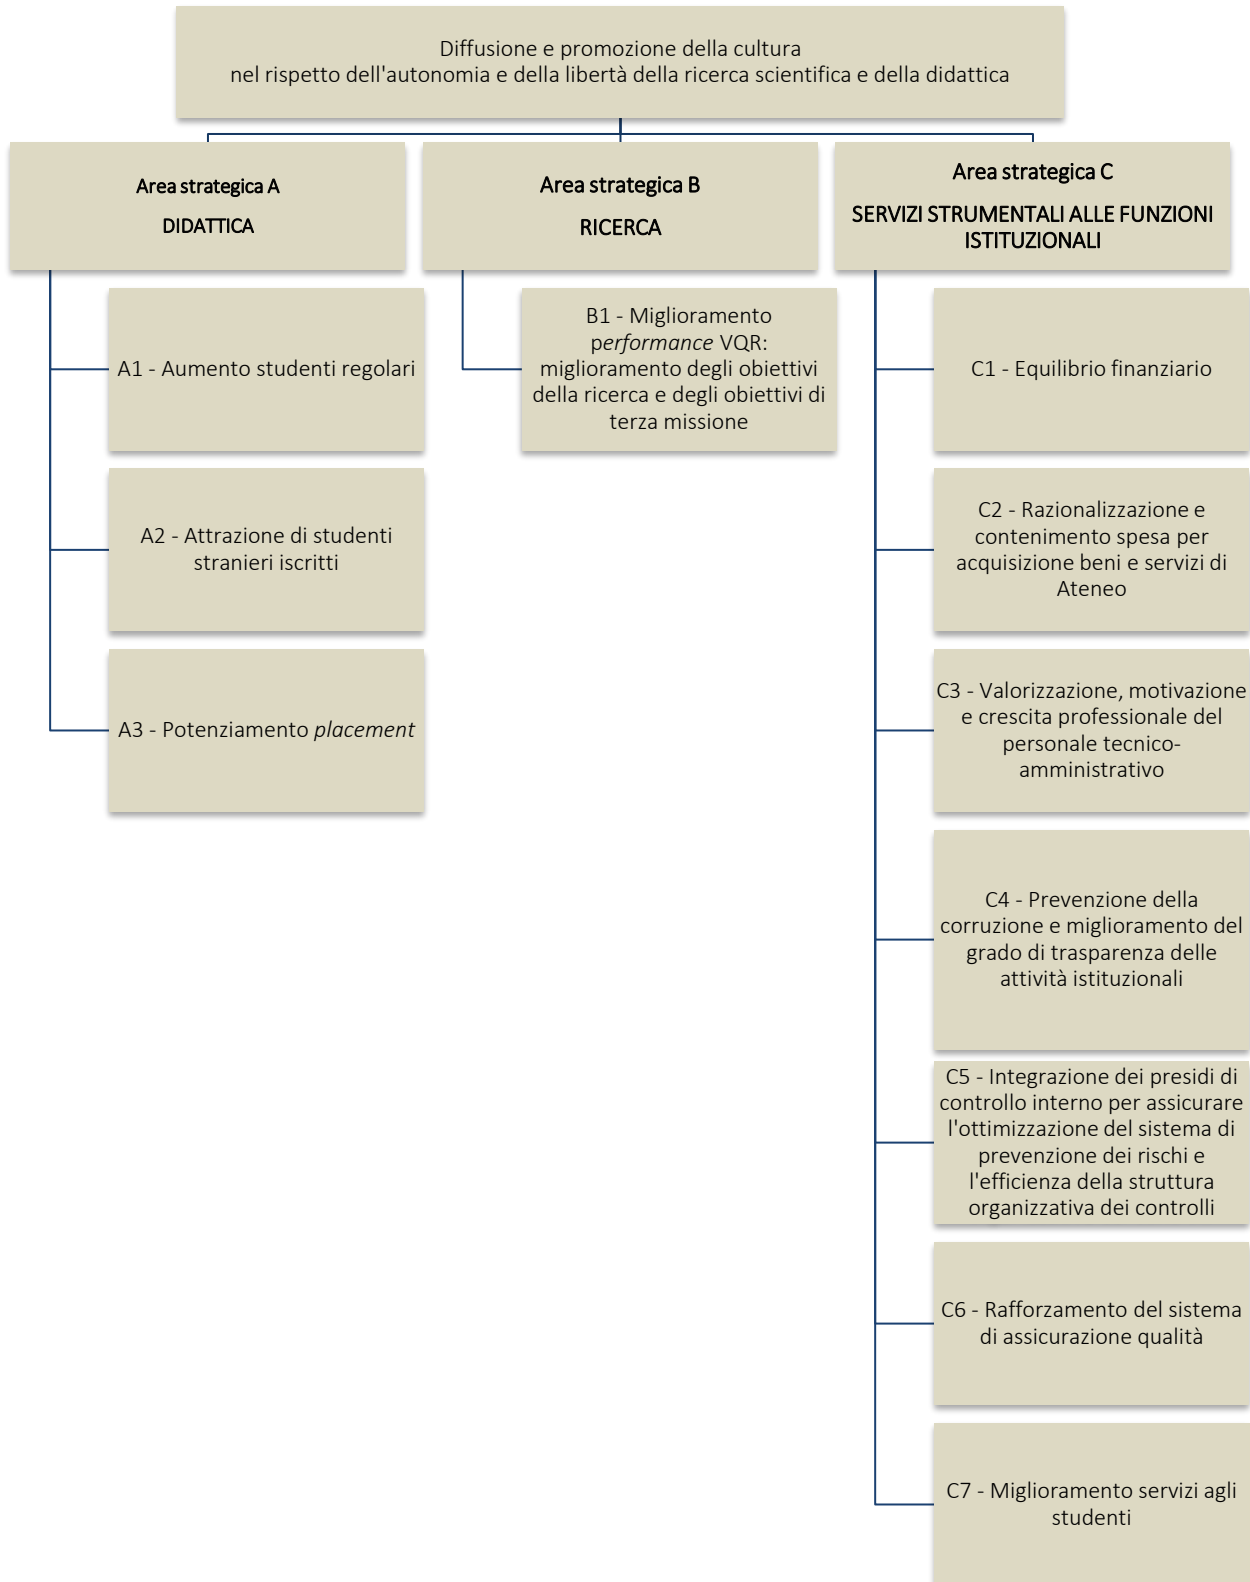 Diffusione e promozione della cultura
nel rispetto dell'autonomia e della libertà della ricerca scientifica e della didattica
Area strategica A
DIDATTICA
A1 - Aumento studenti regolari
A2 - Attrazione di studenti
stranieri iscritti
A3 - Potenziamento placement
Area strategica B
RICERCA
B1 - Miglioramento
performance VQR:
miglioramento degli obiettivi
della ricerca e degli obiettivi di
terza missione
Area strategica C
SERVIZI STRUMENTALI ALLE FUNZIONI
ISTITUZIONALI
C1 - Equilibrio finanziario
C2 - Razionalizzazione e
contenimento spesa per
acquisizione beni e servizi di
Ateneo
C3 - Valorizzazione, motivazione
e crescita professionale del
personale tecnico-
amministrativo
C4 - Prevenzione della
corruzione e miglioramento del
grado di trasparenza delle
attività istituzionali
C5 - Integrazione dei presidi di
controllo interno per assicurare
l'ottimizzazione del sistema di
prevenzione dei rischi e
l'efficienza della struttura
organizzativa dei controlli
C6 - Rafforzamento del sistema
di assicurazione qualità
C7 - Miglioramento servizi agli
studenti